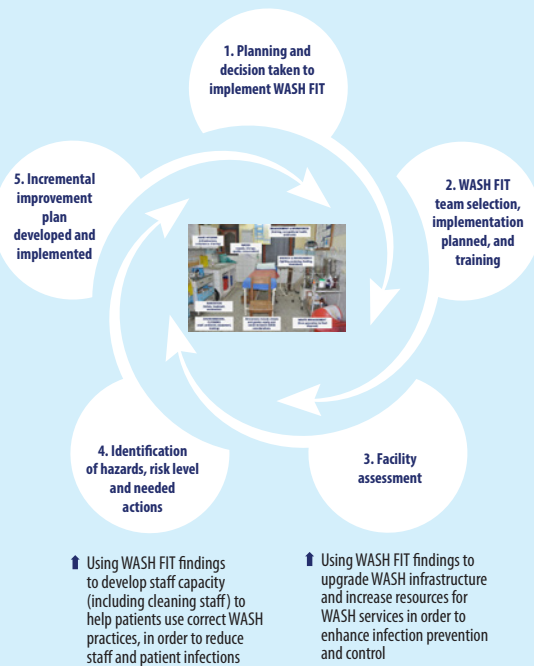 1. Planning and
decision taken to
implement WASH FIT
2. WASH FIT
team selection,
implementation
planned, and
training
3. Facility
assessment
4. Identification
of hazards, risk level
and needed
actions
5. Incremental
improvement
plan
developed and
implemented
⬆ Using WASH FIT findings
to develop staff capacity
(including cleaning staff) to
help patients use correct WASH
practices, in order to reduce
staff and patient infections
⬆ Using WASH FIT findings to
upgrade WASH infrastructure
and increase resources for
WASH services in order to
enhance infection prevention
and control